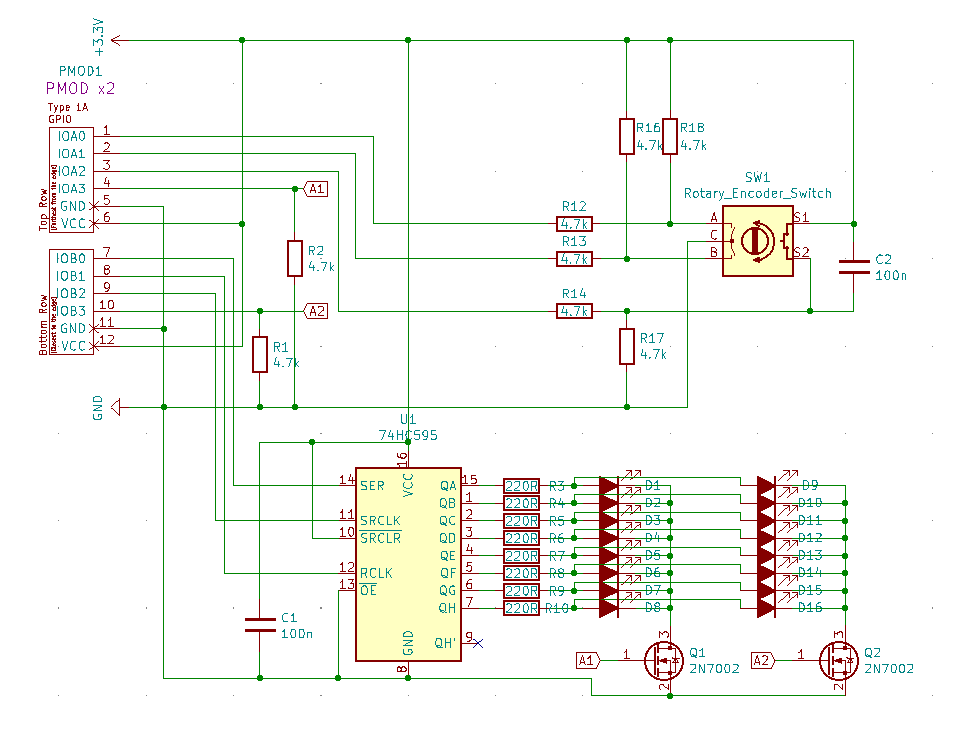 +3.3V
PMOD1
PMOD x2
Type 1A
GPIO
IOA0 1
IOA1 2
IOA2 3
IOA3 4
GND 5
VCC 6
Top Row
(Farthest from the edge)
IOB0 7
IOB1 8
IOB2 9
IOB3 10
GND 11
VCC 12
Bottom Row
(Closest to the edge)
A1
A2
R2
4.7k
R1
4.7k
R16
4.7k
R18
4.7k
R12
4.7k
R13
4.7k
R14
4.7k
R17
4.7k
SW1
Rotary_Encoder_Switch
A
C
B
S1
S2
C2
100n
GND
U1
74HC595
16
VCC
14 SER
11 SRCLK
10 SRCLR
12 RCLK
13 OE
GND
8
QA 15
QB 1
QC 2
QD 3
QE 4
QF 5
QG 6
QH 7
QH' 9
C1
100n
220R R3 D1 D9
220R R4 D2 D10
220R R5 D3 D11
220R R6 D4 D12
220R R7 D5 D13
220R R8 D6 D14
220R R9 D7 D15
220R R10 D8 D16
A1 1
3
2
Q1
2N7002
A2 1
3
2
Q2
2N7002